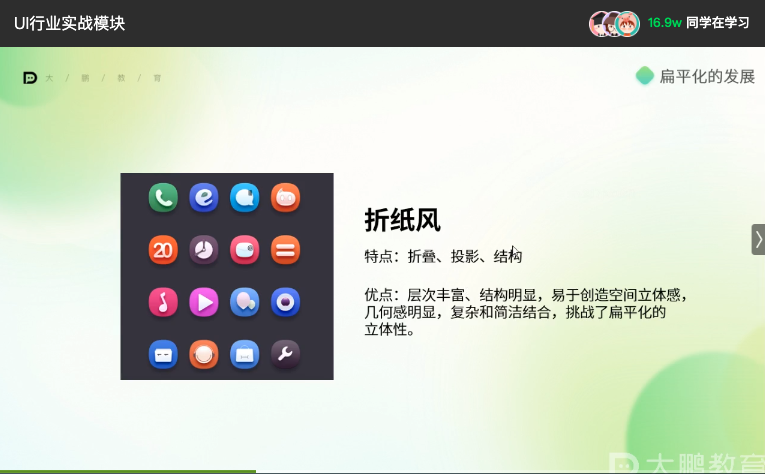 UI行业实战模块
16.9w 同学在学习
大 / 鹏 / 教 / 育
扁平化的发展
20
折纸风
特点：折叠、投影、结构
优点：层次丰富、结构明显，易于创造空间立体感，
几何感明显，复杂和简洁结合，挑战了扁平化的
立体性。
大鹏教育